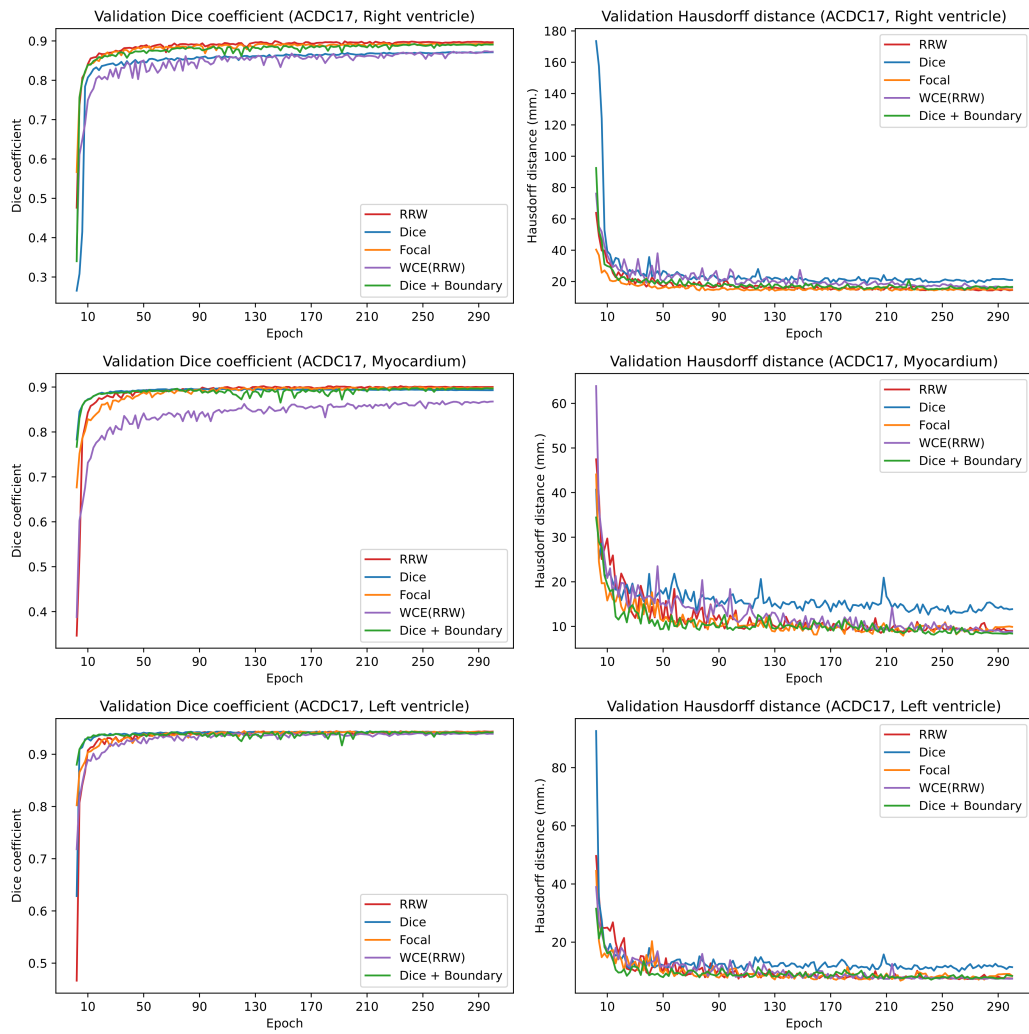 Validation Dice coefficient (ACDC17, Right ventricle)
Dice coefficient
0.9
0.8
0.7
0.6
0.5
0.4
0.3
10 50 90 130 170 210 250 290
Epoch
RRW
Dice
Focal
WCE(RRW)
Dice + Boundary
Validation Hausdorff distance (ACDC17, Right ventricle)
Hausdorff distance (mm.)
180
160
140
120
100
80
60
40
20
10 50 90 130 170 210 250 290
Epoch
RRW
Dice
Focal
WCE(RRW)
Dice + Boundary
Validation Dice coefficient (ACDC17, Myocardium)
Dice coefficient
0.9
0.8
0.7
0.6
0.5
0.4
10 50 90 130 170 210 250 290
Epoch
RRW
Dice
Focal
WCE(RRW)
Dice + Boundary
Validation Hausdorff distance (ACDC17, Myocardium)
Hausdorff distance (mm.)
60
50
40
30
20
10
10 50 90 130 170 210 250 290
Epoch
RRW
Dice
Focal
WCE(RRW)
Dice + Boundary
Validation Dice coefficient (ACDC17, Left ventricle)
Dice coefficient
0.9
0.8
0.7
0.6
0.5
10 50 90 130 170 210 250 290
Epoch
RRW
Dice
Focal
WCE(RRW)
Dice + Boundary
Validation Hausdorff distance (ACDC17, Left ventricle)
Hausdorff distance (mm.)
80
60
40
20
10 50 90 130 170 210 250 290
Epoch
RRW
Dice
Focal
WCE(RRW)
Dice + Boundary